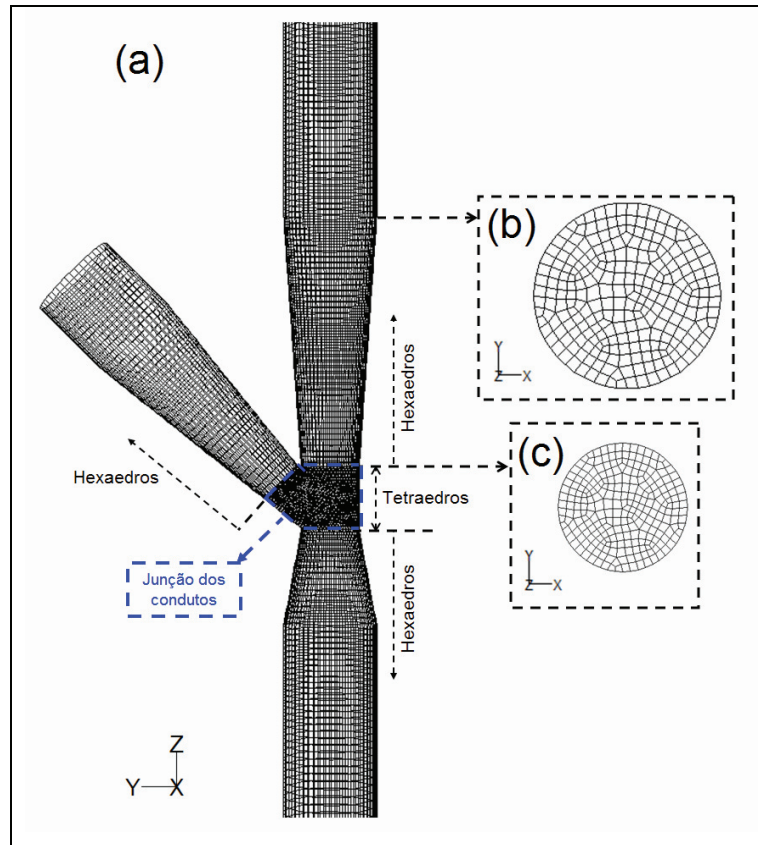 (a)
(b)
Y
Z X
Hexaedros
(c)
Hexaedros
Tetraedros
Y
Z X
Junção dos
condutos
Hexaedros
Z
Y X